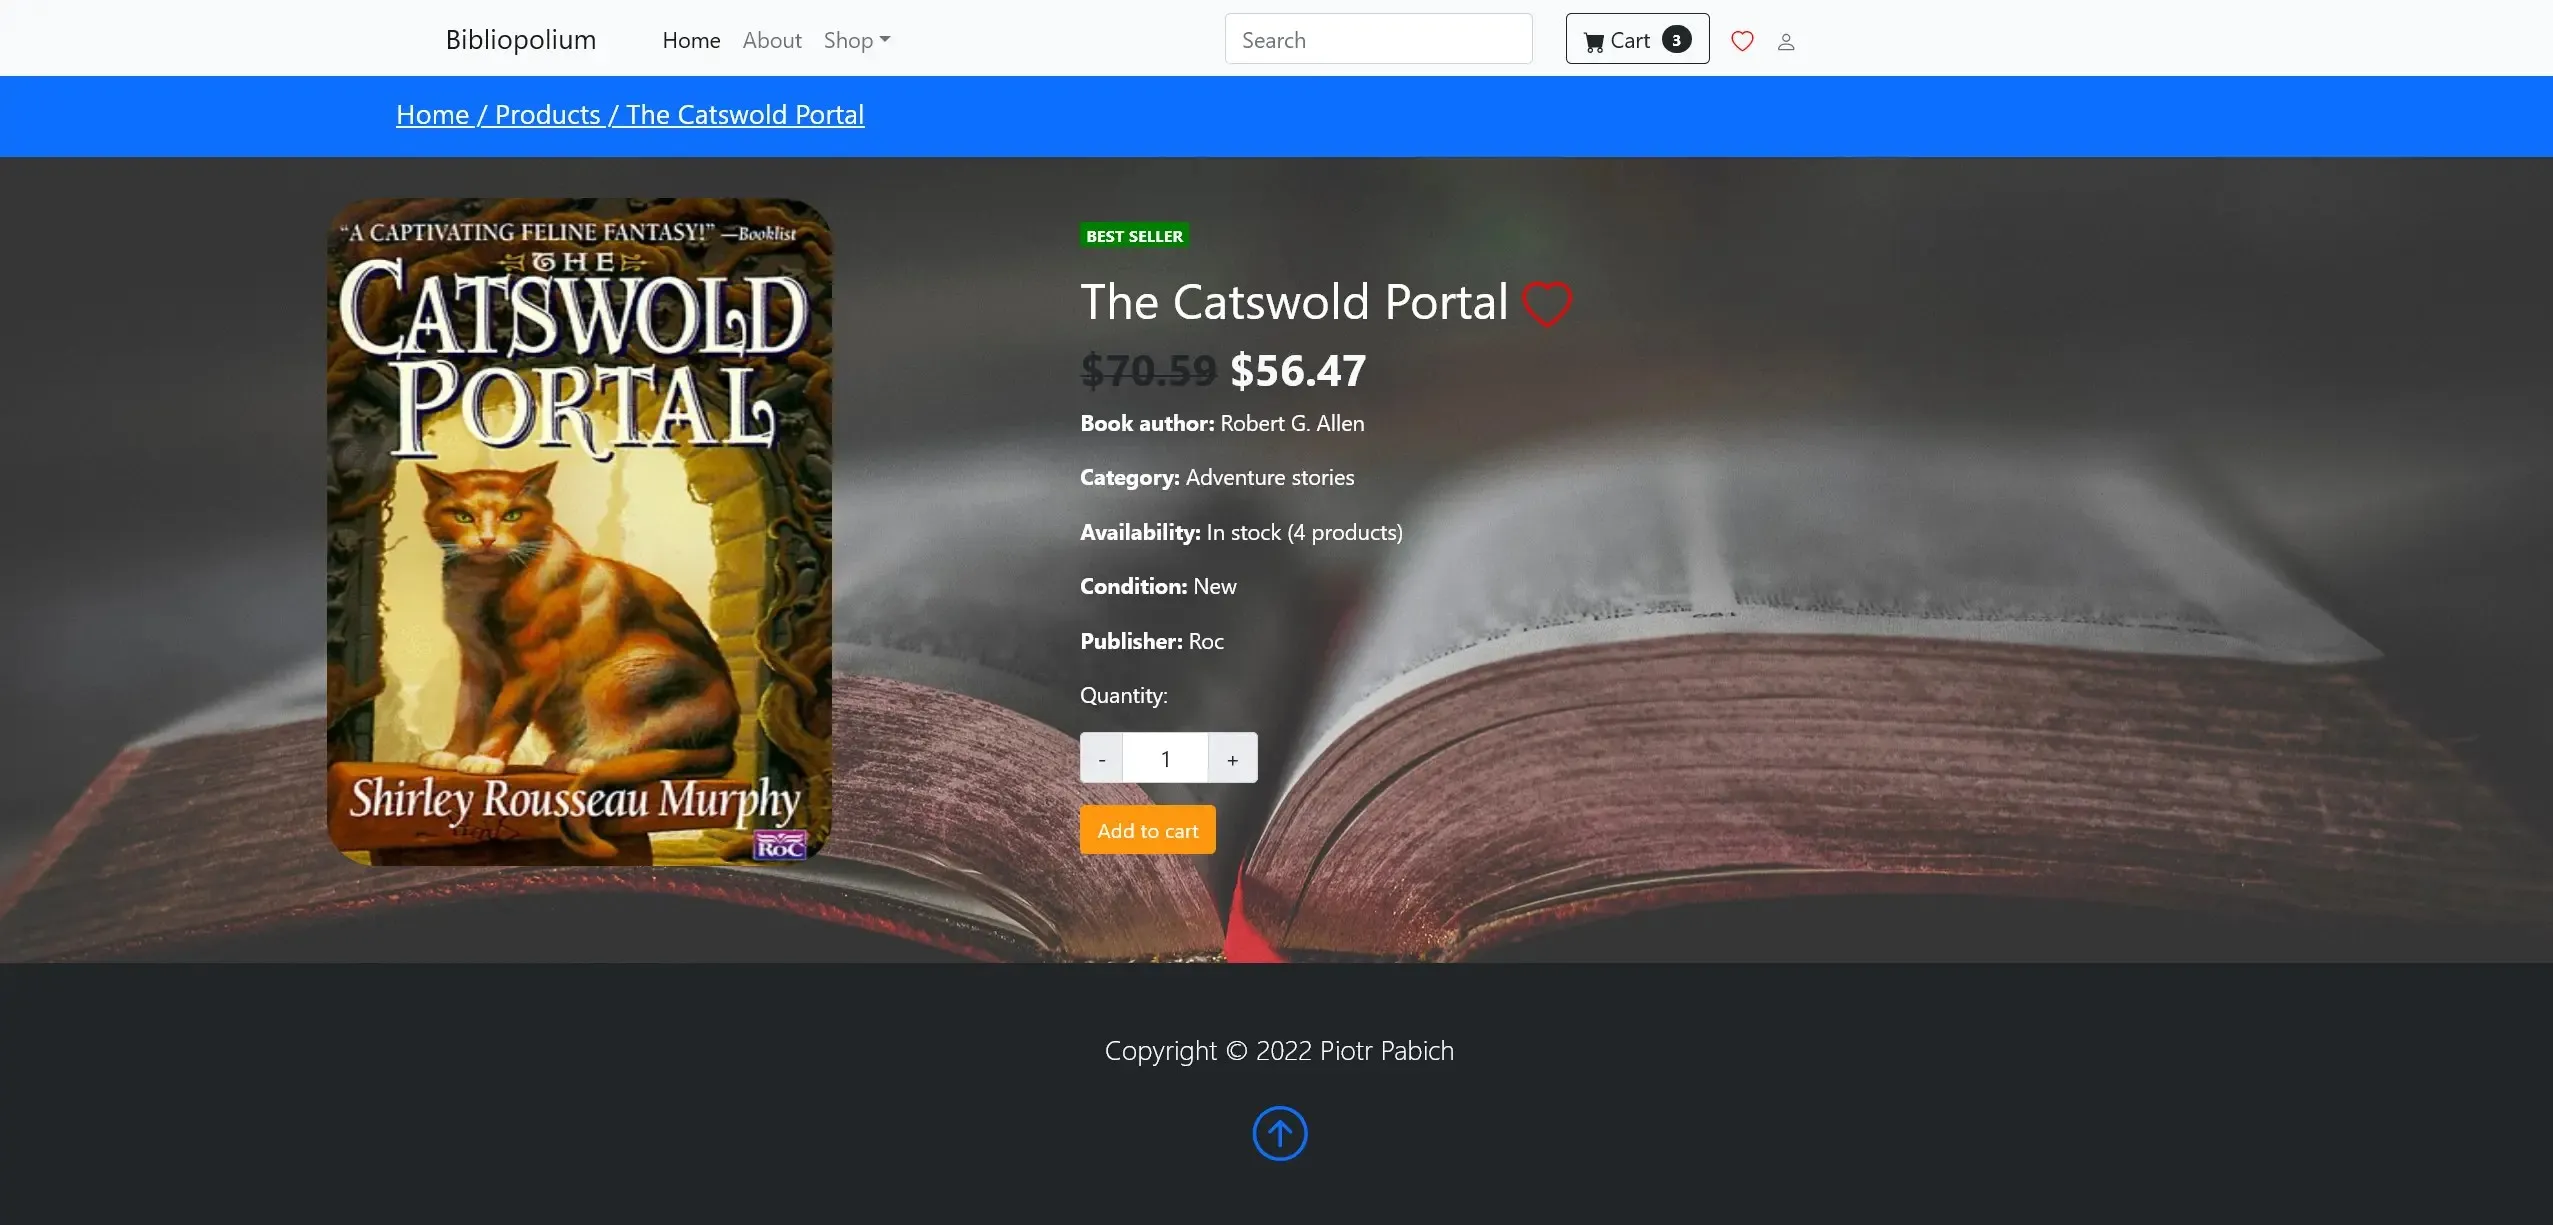 Bibliopolium Home About Shop Search Cart 3
Home / Products / The Catswold Portal
"A CAPTIVATING FELINE FANTASY!" —Booklist
THE
CATSWOLD
PORTAL
Shirley Rousseau Murphy
ROC
BEST SELLER
The Catswold Portal
$70.59 $56.47
Book author: Robert G. Allen
Category: Adventure stories
Availability: In stock (4 products)
Condition: New
Publisher: Roc
Quantity:
- 1 +
Add to cart
Copyright © 2022 Piotr Pabich